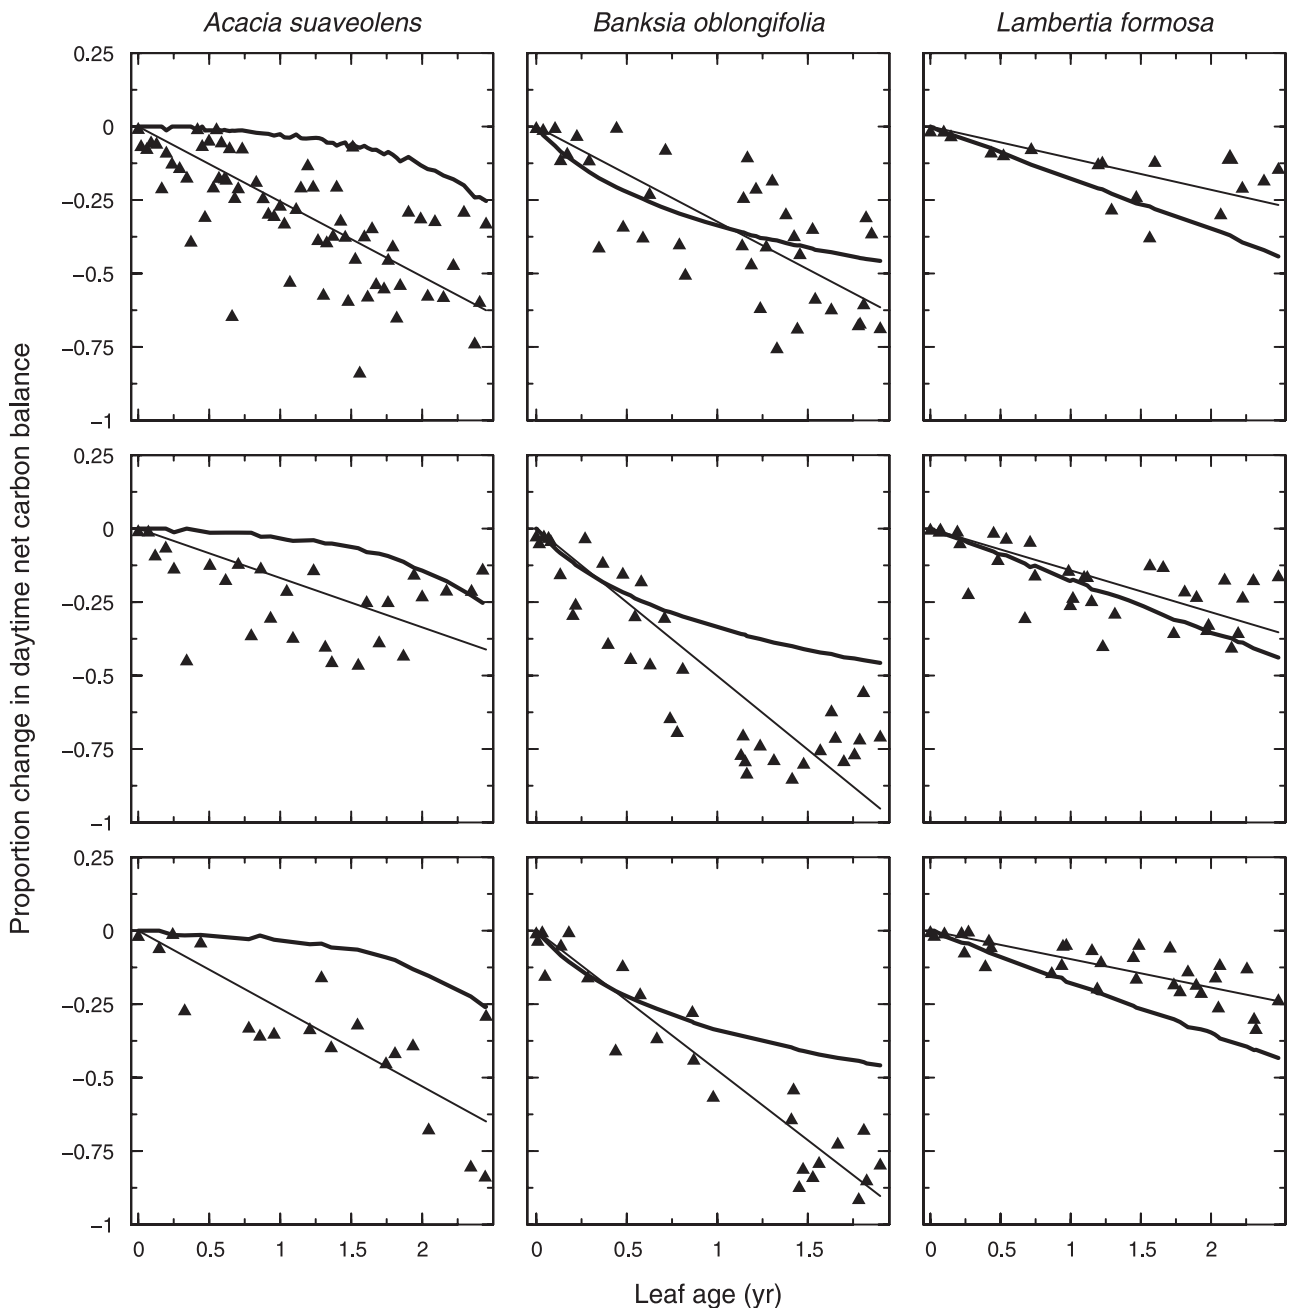 Acacia suaveolens
Banksia oblongifolia
Lambertia formosa
Proportion change in daytime net carbon balance
0.25
0
−0.25
−0.5
−0.75
−1
0.25
0
−0.25
−0.5
−0.75
−1
0.25
0
−0.25
−0.5
−0.75
−1
0 0.5 1.0 1.5 2
0 0.5 1.0 1.5
0 0.5 1.0 1.5 2
Leaf age (yr)